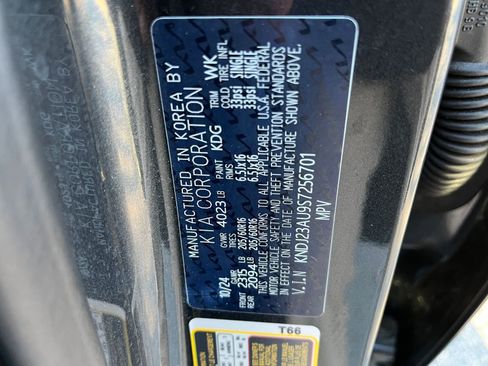 MANUFACTURED IN KOREA BY
KIA CORPORATION
10/24 GVWR 4023 LB PAINT KDG TRIM WK
GAWR TIRES RIMS COLD TIRE INFL
FRONT 2315 LB 205/60R16 6.5Jx16 33psi SINGLE
REAR 2094 LB 205/60R16 6.5Jx16 33psi SINGLE
THIS VEHICLE CONFORMS TO ALL APPLICABLE U.S.A. FEDERAL
MOTOR VEHICLE SAFETY AND THEFT PREVENTION STANDARDS
IN EFFECT ON THE DATE OF MANUFACTURE SHOWN ABOVE.
V.I.N KNDJ23AU9S7256701
MPV
T66